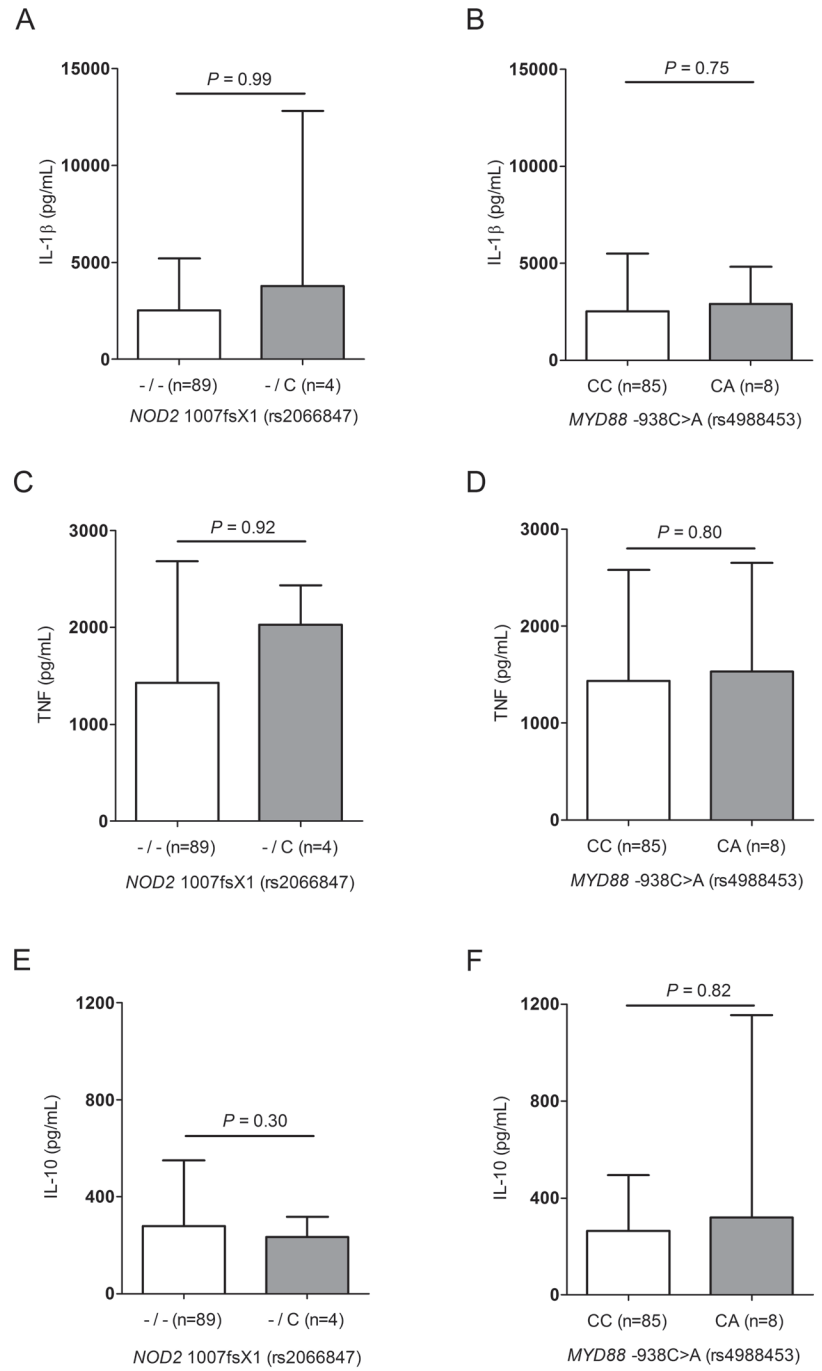 A
15000
10000
5000
0
IL-1β (pg/mL)
P = 0.99
- / - (n=89)
- / C (n=4)
NOD2 1007fsX1 (rs2066847)
B
15000
10000
5000
0
IL-1β (pg/mL)
P = 0.75
CC (n=85)
CA (n=8)
MYD88 -938C>A (rs4988453)
C
3000
2000
1000
0
TNF (pg/mL)
P = 0.92
- / - (n=89)
- / C (n=4)
NOD2 1007fsX1 (rs2066847)
D
3000
2000
1000
0
TNF (pg/mL)
P = 0.80
CC (n=85)
CA (n=8)
MYD88 -938C>A (rs4988453)
E
1200
800
400
0
IL-10 (pg/mL)
P = 0.30
- / - (n=89)
- / C (n=4)
NOD2 1007fsX1 (rs2066847)
F
1200
800
400
0
IL-10 (pg/mL)
P = 0.82
CC (n=85)
CA (n=8)
MYD88 -938C>A (rs4988453)